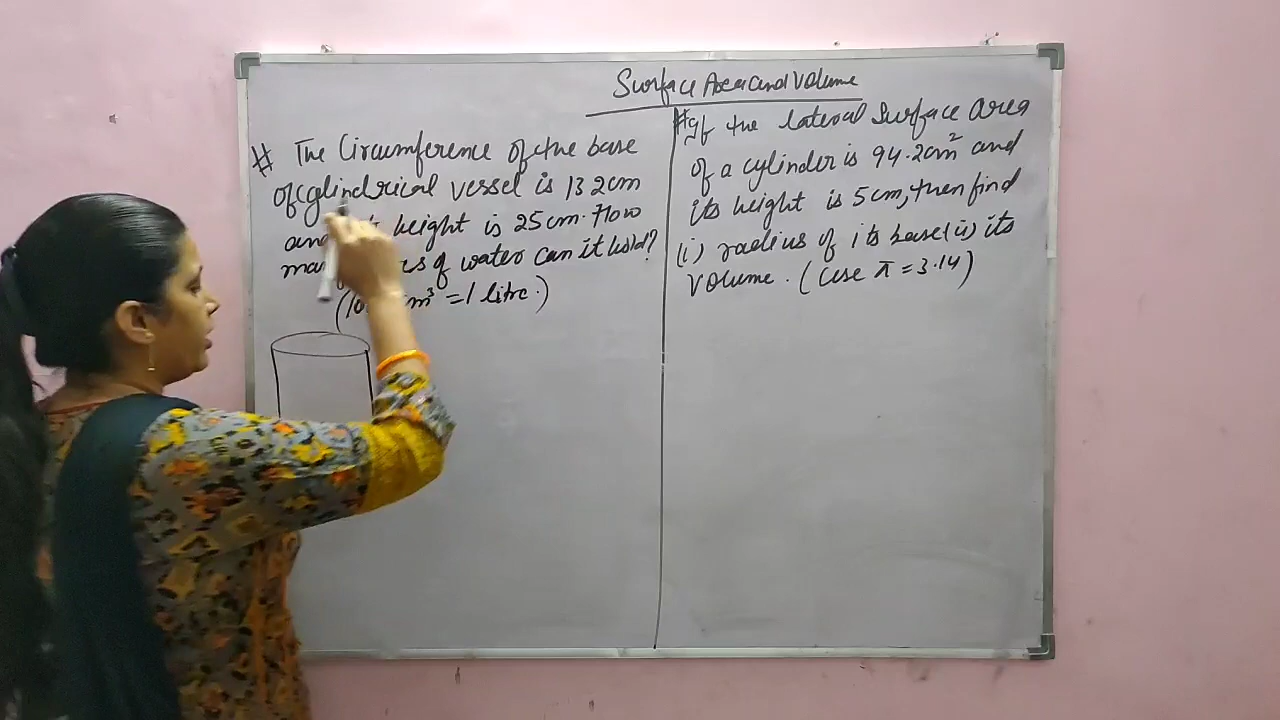 Surface Area and Volume
# The Circumference of the base
of cylindrical vessel is 132cm
height is 25cm. How
of water can it hold?
m³ = 1 litre.)
# If the lateral surface area
of a cylinder is 94.2cm² and
its height is 5cm, then find
(i) radius of its base (ii) its
volume. (use π = 3.14)